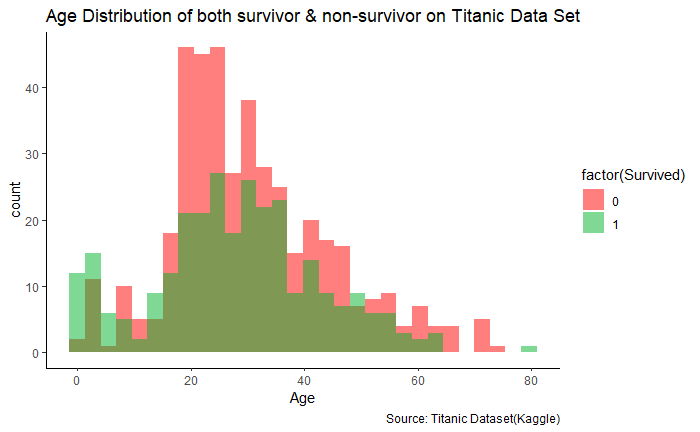 Age Distribution of both survivor & non-survivor on Titanic Data Set
40
30
20
10
0
count
0 20 40 60 80
Age
factor(Survived)
0
1
Source: Titanic Dataset(Kaggle)